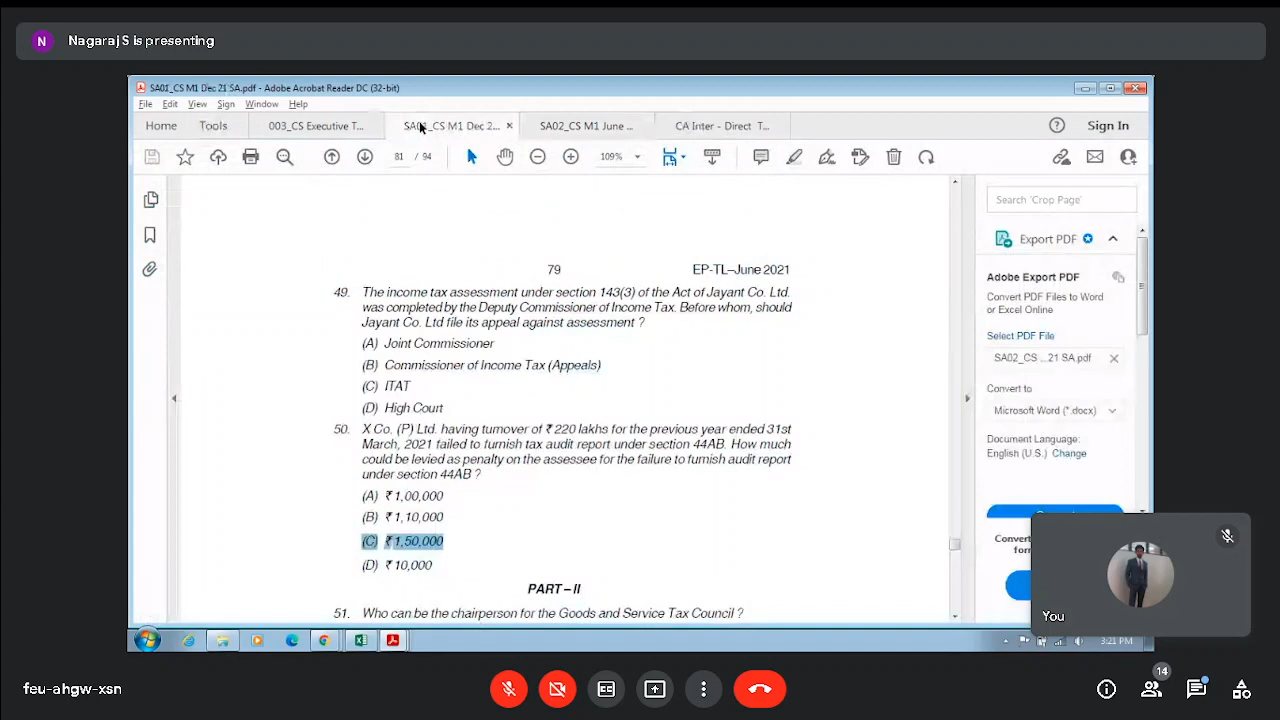 N Nagaraj S is presenting
SA01_CS M1 Dec 21 SA.pdf - Adobe Acrobat Reader DC (32-bit)
File Edit View Sign Window Help
Home Tools 003_CS Executive T... SA01_CS M1 Dec 2... SA02_CS M1 June ... CA Inter - Direct T... Sign In
81 / 94 109%
79 EP-TL–June 2021
49. The income tax assessment under section 143(3) of the Act of Jayant Co. Ltd.
was completed by the Deputy Commissioner of Income Tax. Before whom, should
Jayant Co. Ltd file its appeal against assessment ?
(A) Joint Commissioner
(B) Commissioner of Income Tax (Appeals)
(C) ITAT
(D) High Court
50. X Co. (P) Ltd. having turnover of ₹ 220 lakhs for the previous year ended 31st
March, 2021 failed to furnish tax audit report under section 44AB. How much
could be levied as penalty on the assessee for the failure to furnish audit report
under section 44AB ?
(A) ₹ 1,00,000
(B) ₹ 1,10,000
(C) ₹ 1,50,000
(D) ₹ 10,000
PART – II
51. Who can be the chairperson for the Goods and Service Tax Council ?
Search 'Crop Page'
Export PDF
Adobe Export PDF
Convert PDF Files to Word
or Excel Online
Select PDF File
SA02_CS ...21 SA.pdf
Convert to
Microsoft Word (*.docx)
Document Language:
English (U.S.) Change
You
3:21 PM
feu-ahgw-xsn
CC
14